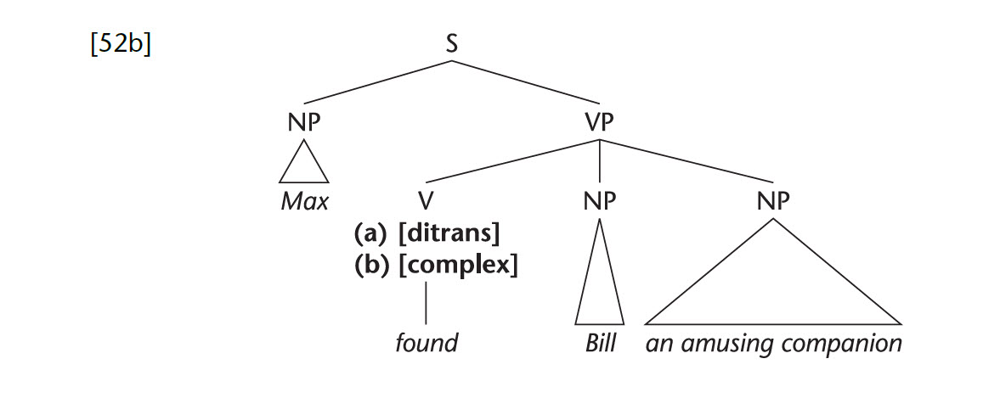 [52b]
S
NP VP
Max V NP NP
(a) [ditrans]
(b) [complex]
found Bill an amusing companion